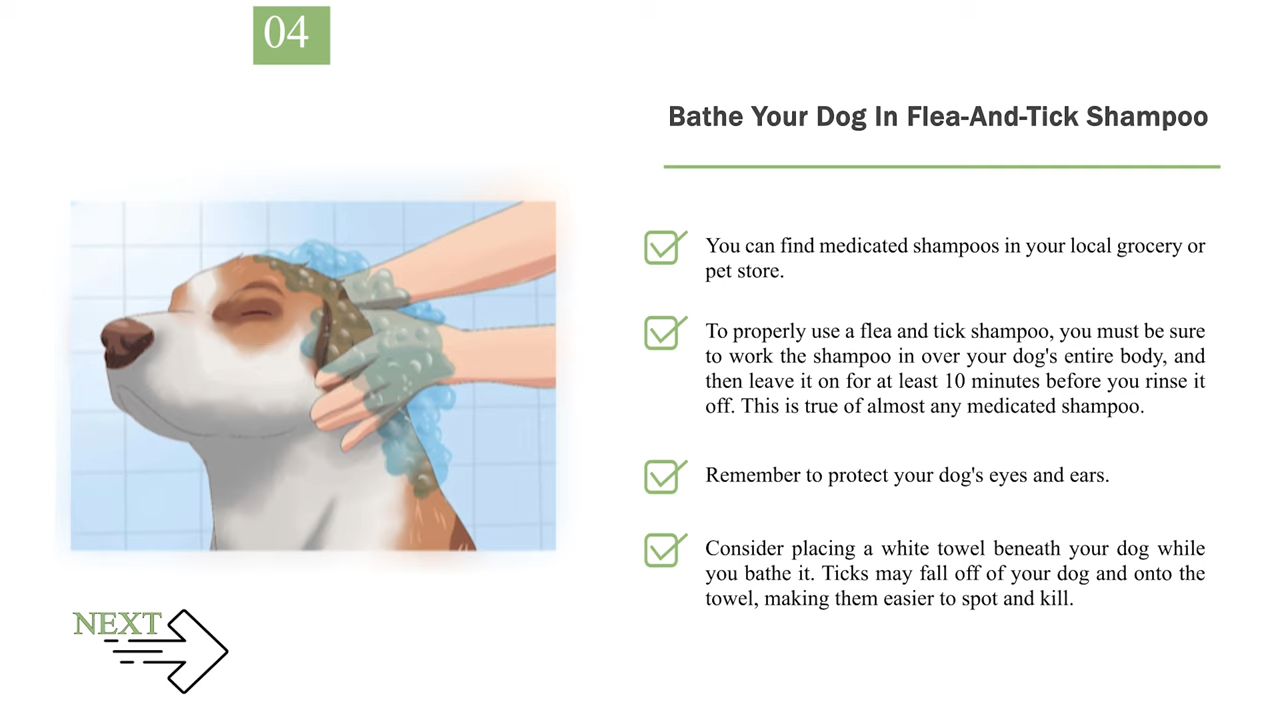 04
Bathe Your Dog In Flea-And-Tick Shampoo
You can find medicated shampoos in your local grocery or
pet store.
To properly use a flea and tick shampoo, you must be sure
to work the shampoo in over your dog's entire body, and
then leave it on for at least 10 minutes before you rinse it
off. This is true of almost any medicated shampoo.
Remember to protect your dog's eyes and ears.
Consider placing a white towel beneath your dog while
you bathe it. Ticks may fall off of your dog and onto the
towel, making them easier to spot and kill.
NEXT